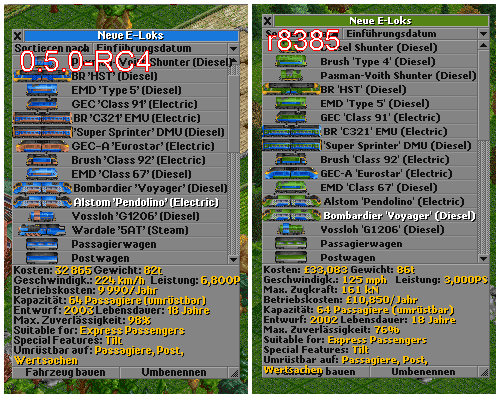 Neue E-Loks
Sortieren nach Einführungsdatum
0.5.0-RC4
Voith Shunter (Diesel)
BR 'HST' (Diesel)
EMD 'Type 5' (Diesel)
GEC 'Class 91' (Electric)
BR 'C321' EMU (Electric)
'Super Sprinter' DMU (Diesel)
GEC-A 'Eurostar' (Electric)
Brush 'Class 92' (Electric)
EMD 'Class 67' (Diesel)
Bombardier 'Voyager' (Diesel)
Alstom 'Pendolino' (Electric)
Vossloh 'G1206' (Diesel)
Wardale '5AT' (Steam)
Passagierwagen
Postwagen
Kosten: 32 865 Gewicht: 82t
Geschwindigk.: 224 km/h Leistung: 6,800P
Betriebskosten: 9 990/Jahr
Kapazität: 64 Passagiere (umrüstbar)
Entwurf: 2003 Lebensdauer: 18 Jahre
Max. Zuverlässigkeit: 98%
Suitable for: Express Passengers
Special Features: Tilt
Umrüstbar auf: Passagiere, Post,
Wertsachen
Fahrzeug bauen Umbenennen
Neue E-Loks
Einführungsdatum
r8385
Shunter (Diesel)
Brush 'Type 4' (Diesel)
Paxman-Voith Shunter (Diesel)
BR 'HST' (Diesel)
EMD 'Type 5' (Diesel)
GEC 'Class 91' (Electric)
BR 'C321' EMU (Electric)
'Super Sprinter' DMU (Diesel)
Brush 'Class 92' (Electric)
GEC-A 'Eurostar' (Electric)
EMD 'Class 67' (Diesel)
Alstom 'Pendolino' (Electric)
Bombardier 'Voyager' (Diesel)
Vossloh 'G1206' (Diesel)
Passagierwagen
Postwagen
Kosten: £33,083 Gewicht: 86t
Geschwindigk.: 125 mph Leistung: 3,000PS
Max. Zugkraft: 151 kN
Betriebskosten: £10,850/Jahr
Kapazität: 64 Passagiere (umrüstbar)
Entwurf: 2002 Lebensdauer: 18 Jahre
Max. Zuverlässigkeit: 76%
Suitable for: Express Passengers
Special Features: Tilt
Umrüstbar auf: Passagiere, Post,
Wertsachen bauen Umbenennen